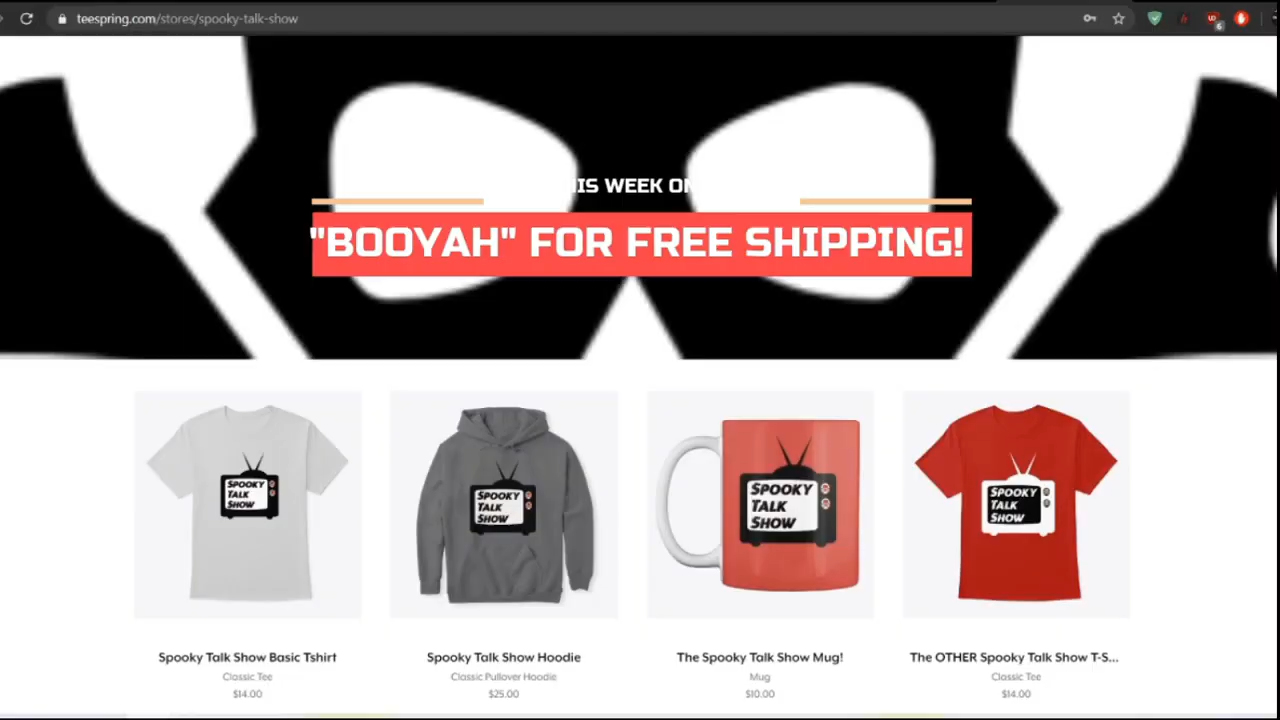 teespring.com/stores/spooky-talk-show
6
HIS WEEK ON
"BOOYAH" FOR FREE SHIPPING!
SPOOKY
TALK
SHOW
SPOOKY
TALK
SHOW
SPOOKY
TALK
SHOW
SPOOKY
TALK
SHOW
Spooky Talk Show Basic Tshirt
Classic Tee
$14.00
Spooky Talk Show Hoodie
Classic Pullover Hoodie
$25.00
The Spooky Talk Show Mug!
Mug
$10.00
The OTHER Spooky Talk Show T-S...
Classic Tee
$14.00